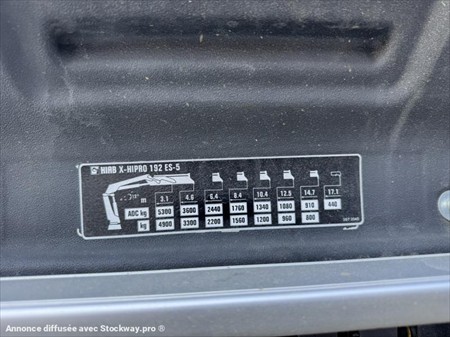 HIAB X-HIPRO 192 ES-5
m 3.1 4.6 6.4 8.4 10.4 12.5 14.7 17.1
AOC kg 5300 3600 2440 1760 1340 1080 910 440
kg 4900 3300 2200 1560 1200 960 800
Annonce diffusée avec Stockway.pro ®